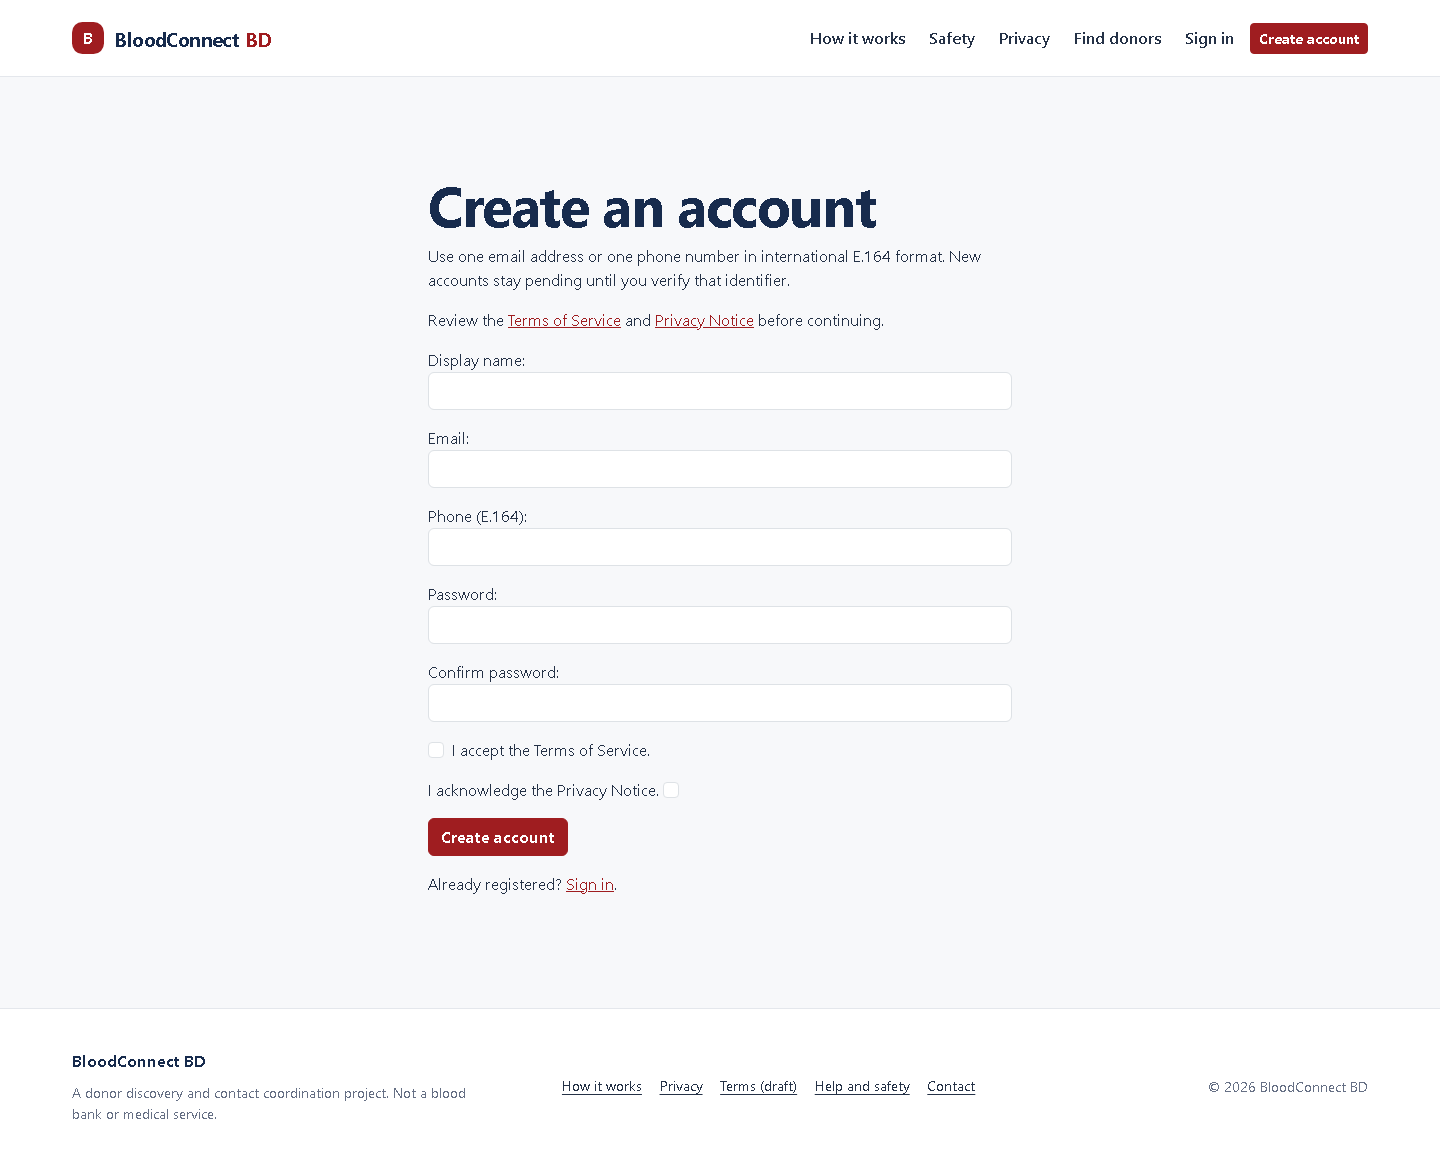 B BloodConnect BD
How it works Safety Privacy Find donors Sign in Create account
Create an account
Use one email address or one phone number in international E.164 format. New
accounts stay pending until you verify that identifier.
Review the Terms of Service and Privacy Notice before continuing.
Display name:
Email:
Phone (E.164):
Password:
Confirm password:
I accept the Terms of Service.
I acknowledge the Privacy Notice.
Create account
Already registered? Sign in.
BloodConnect BD
A donor discovery and contact coordination project. Not a blood
bank or medical service.
How it works Privacy Terms (draft) Help and safety Contact
© 2026 BloodConnect BD